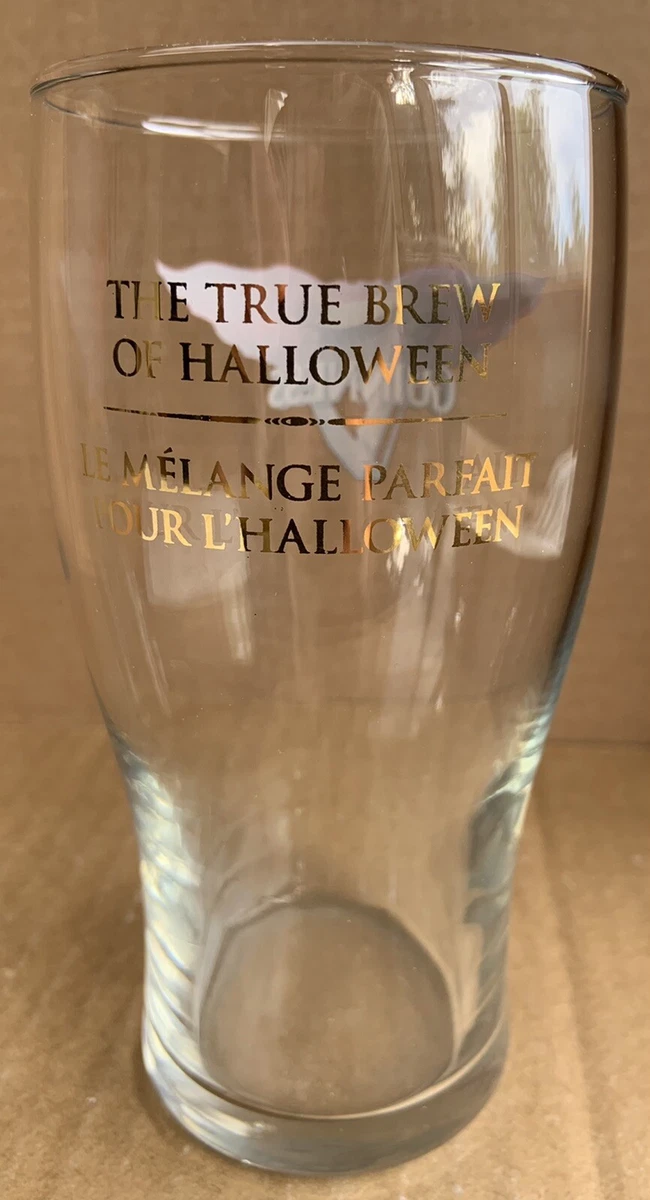 THE TRUE BREW
OF HALLOWEEN
LE MÉLANGE PARFAIT
POUR L'HALLOWEEN